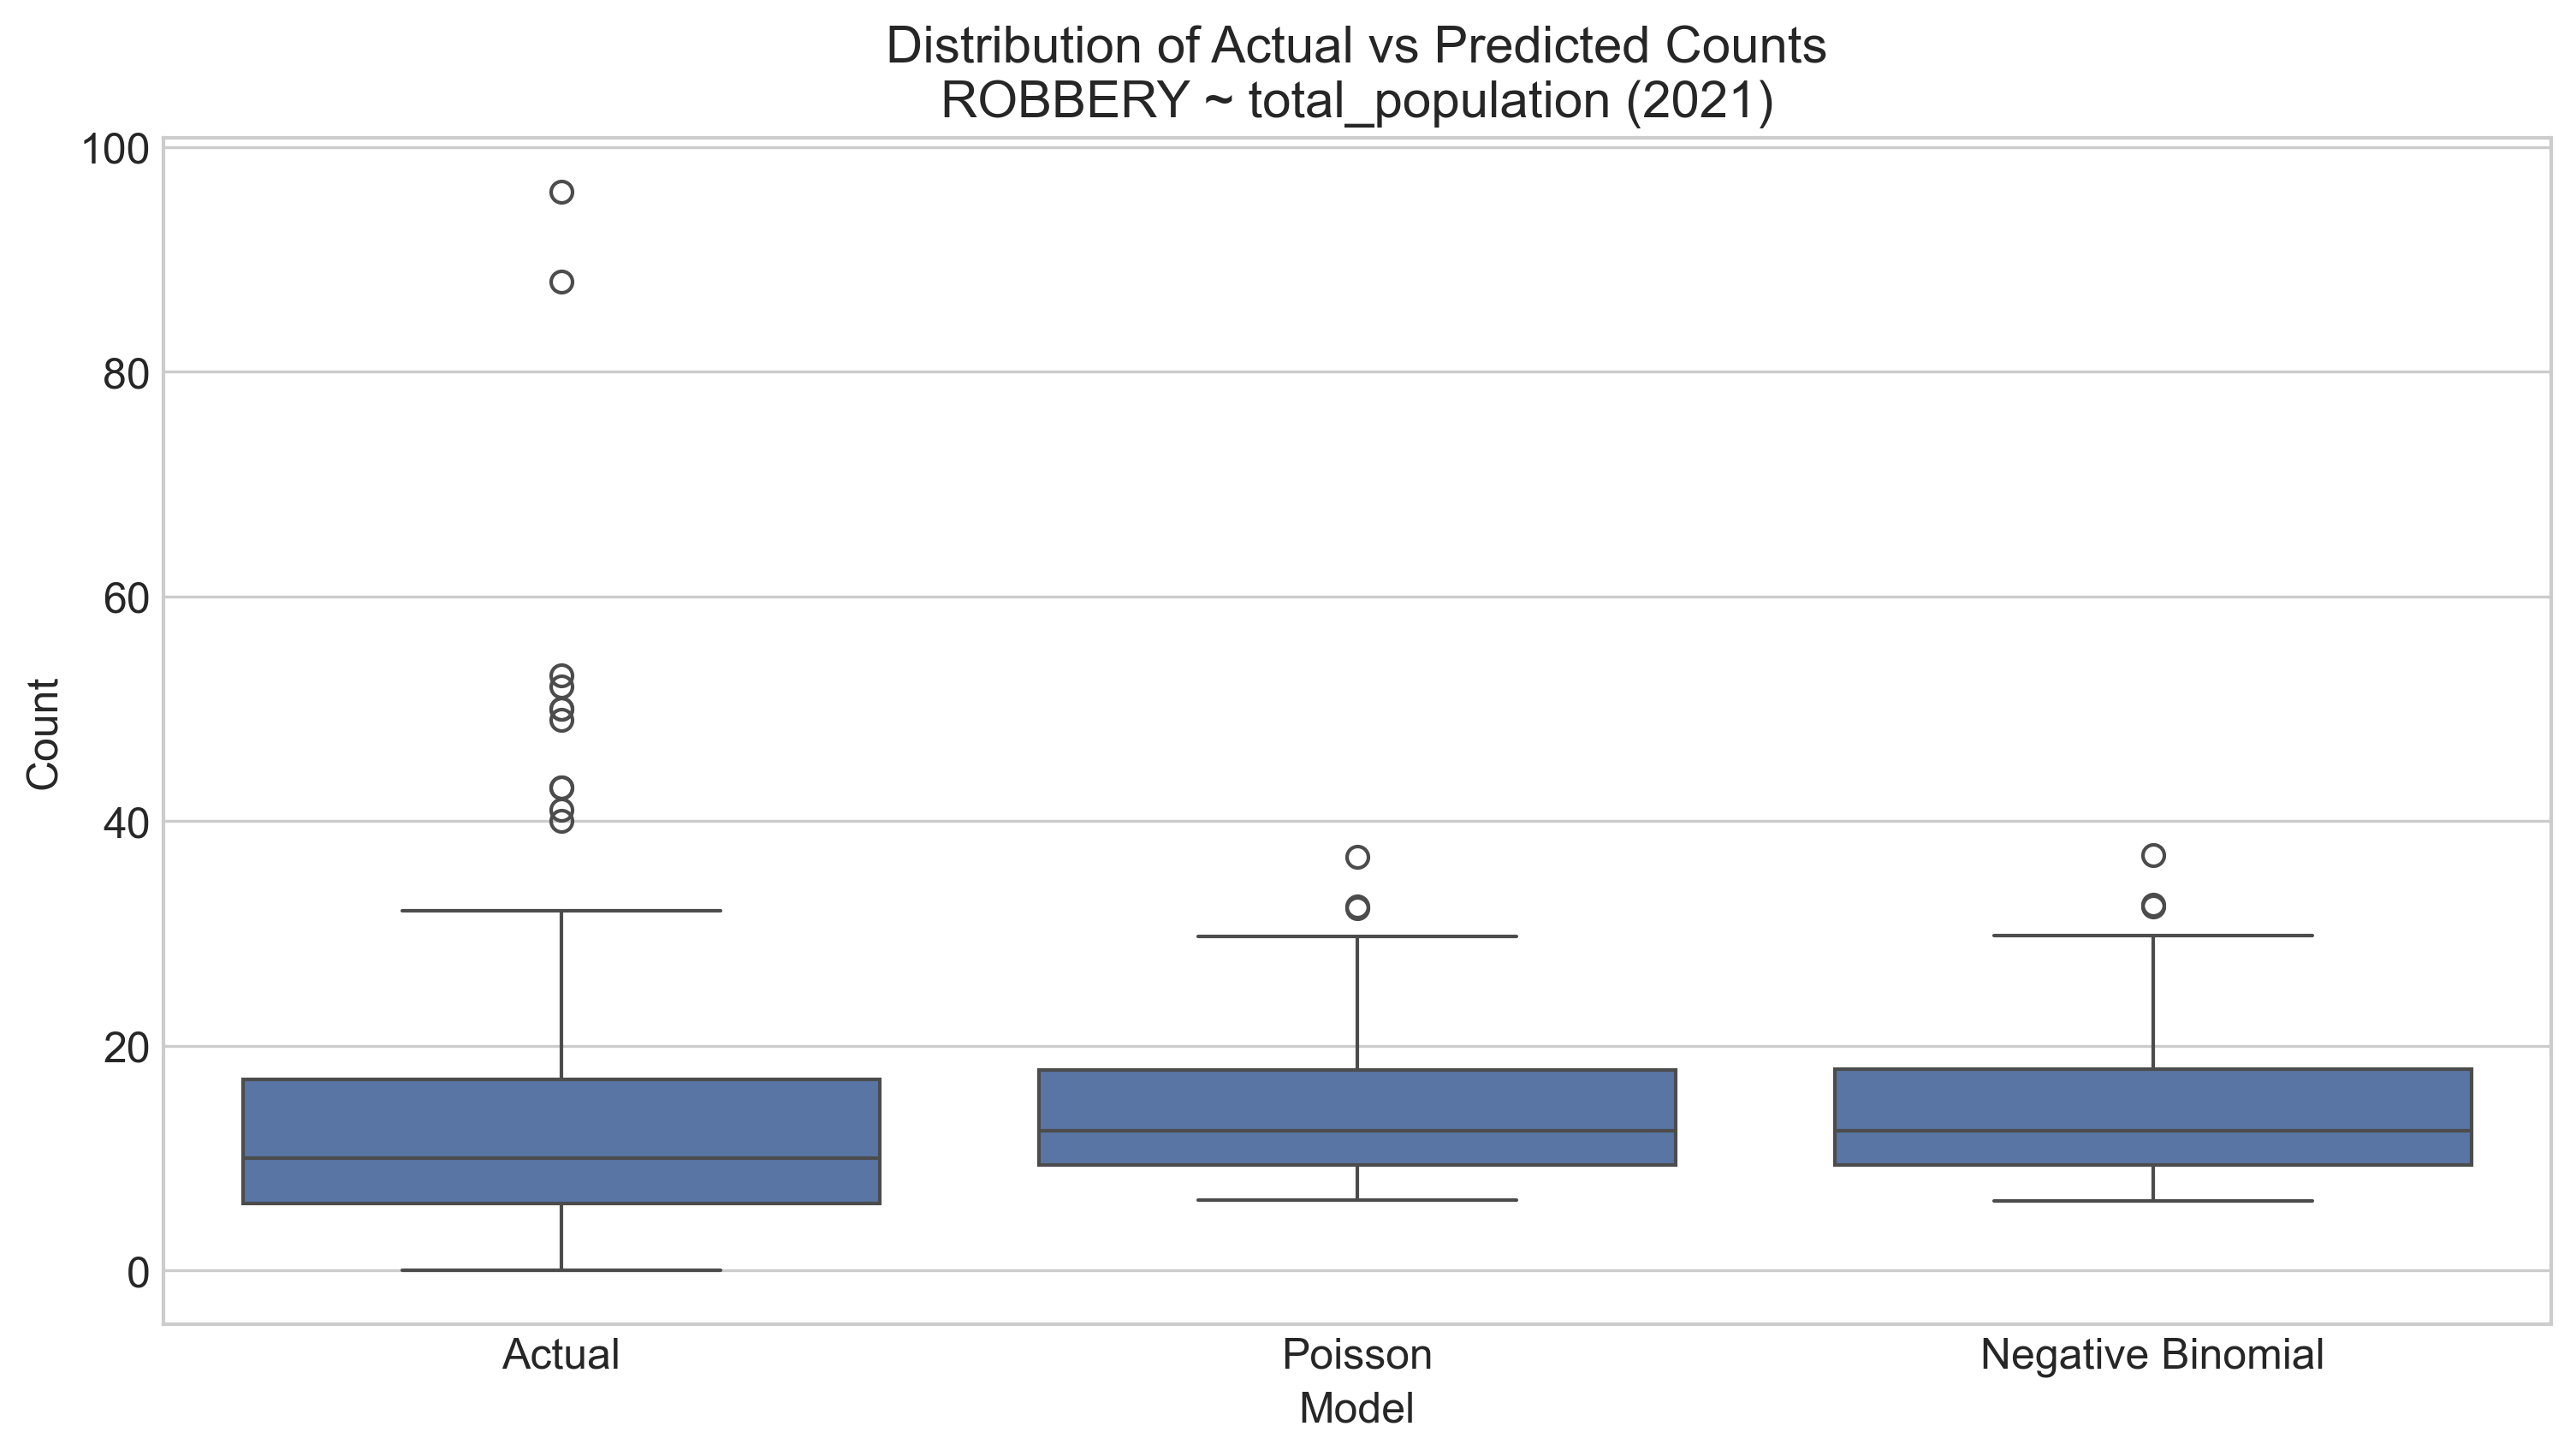 Distribution of Actual vs Predicted Counts
ROBBERY ~ total_population (2021)
100
80
60
40
20
0
Count
Actual
Poisson
Negative Binomial
Model